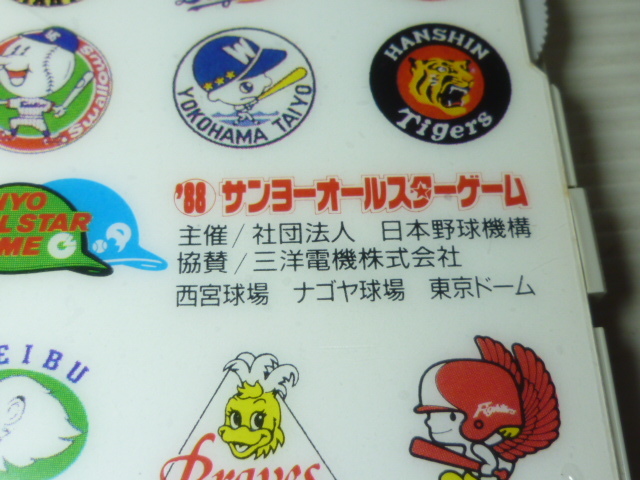 Swallows
W
YOKOHAMA TAIYO
HANSHIN
Tigers
'88 サンヨーオールスターゲーム
主催/社団法人 日本野球機構
協賛/三洋電機株式会社
西宮球場 ナゴヤ球場 東京ドーム
NYO
L STAR
ME
EIBU
Braves
Fighters